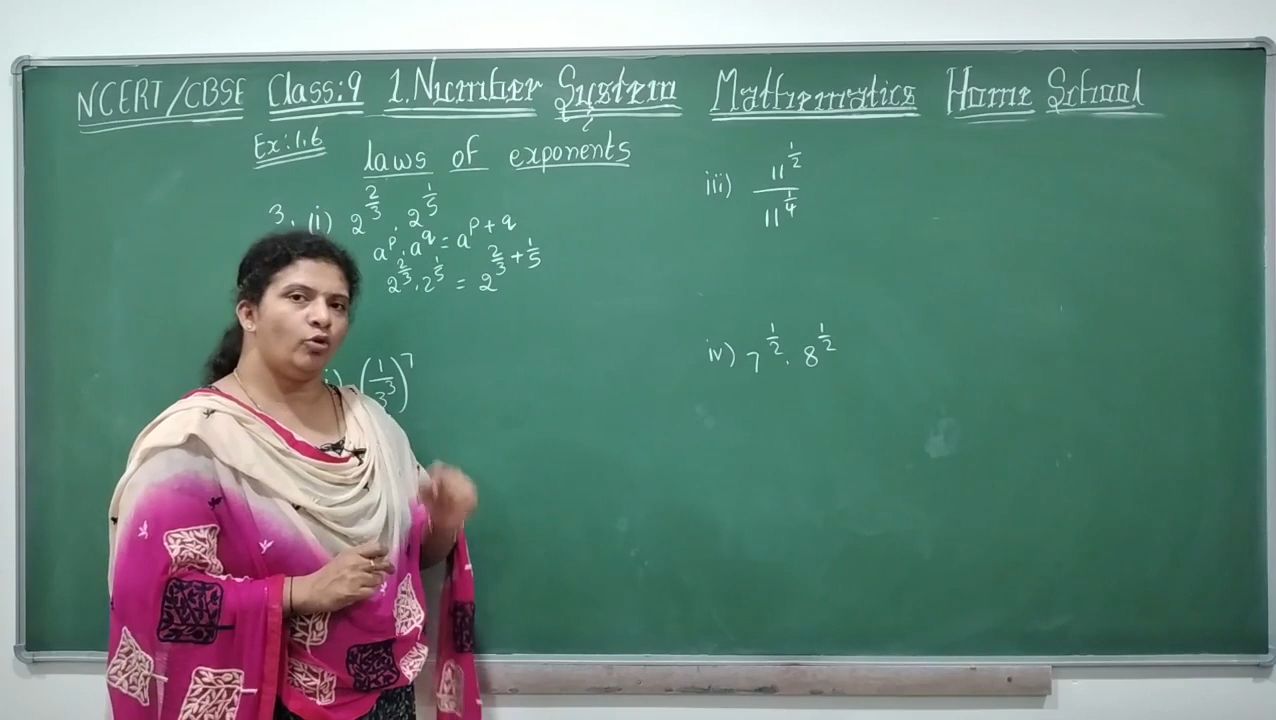 NCERT/CBSE Class:9 1.Number System Mathematics Home School
Ex:1.6
laws of exponents
3. (i) 2^(2/3) . 2^(1/5)
a^p . a^q = a^(p+q)
2^(2/3) . 2^(1/5) = 2^(2/3 + 1/5)
i) (1/3^3)^7
iii) 11^(1/2) / 11^(1/4)
iv) 7^(1/2) . 8^(1/2)